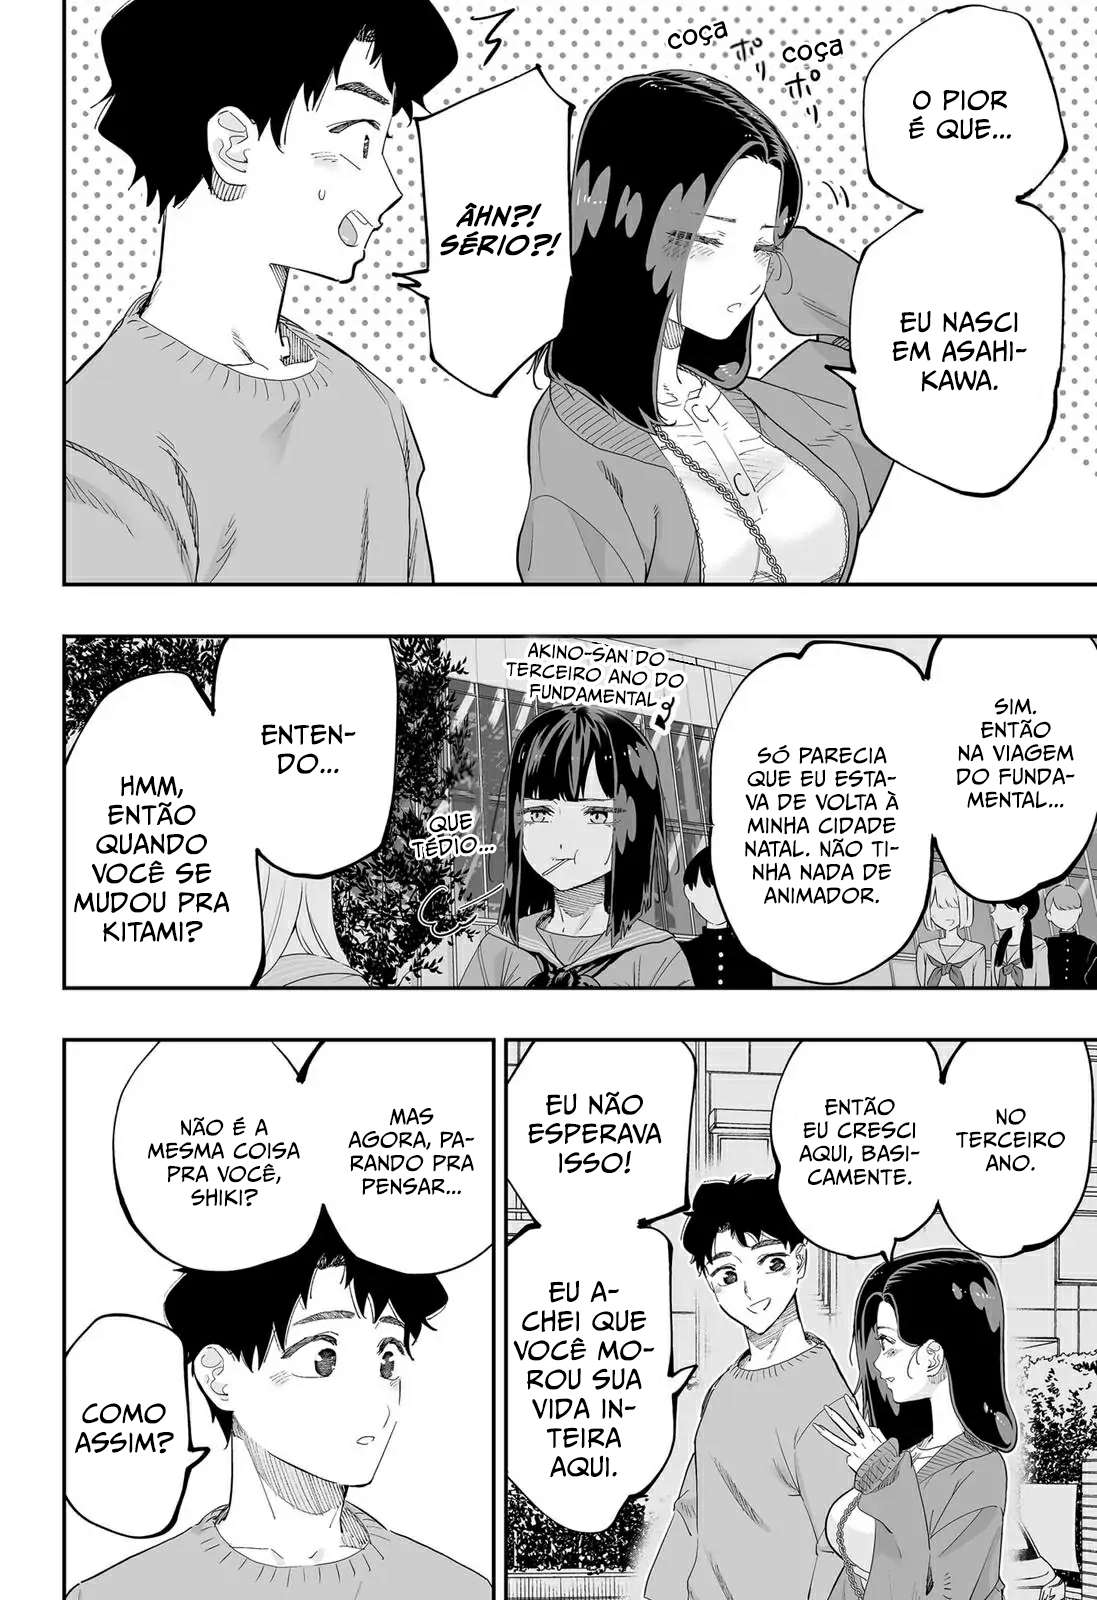 O PIOR
É QUE...
EU NASCI
EM ASAHI-
KAWA.
coça
ポリ
coça
ポリ
ÂHN?!
SÉRIO?!
SIM.
ENTÃO
NA VIAGEM
DO FUNDA-
MENTAL...
SÓ PARECIA
QUE EU ESTA-
VA DE VOLTA À
MINHA CIDADE
NATAL. NÃO TI-
NHA NADA DE
ANIMADOR.
AKINO-SAN DO
TERCEIRO ANO DO
FUNDAMENTAL
QUE
TÉDIO...
ENTEN-
DO...
HMM,
ENTÃO
QUANDO
VOCÊ SE
MUDOU PRA
KITAMI?
NO
TERCEIRO
ANO.
ENTÃO
EU CRESCI
AQUI, BASI-
CAMENTE.
EU NÃO
ESPERAVA
ISSO!
EU A-
CHEI QUE
VOCÊ MO-
ROU SUA
VIDA IN-
TEIRA
AQUI.
MAS
AGORA, PA-
RANDO PRA
PENSAR...
NÃO É A
MESMA COISA
PRA VOCÊ,
SHIKI?
COMO
ASSIM?